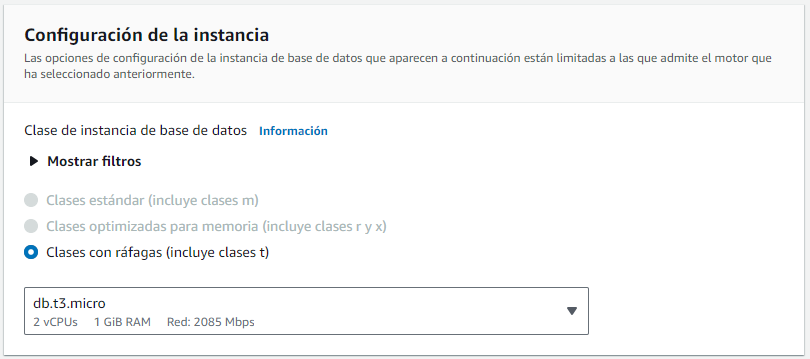 Configuración de la instancia
Las opciones de configuración de la instancia de base de datos que aparecen a continuación están limitadas a las que admite el motor que
ha seleccionado anteriormente.
Clase de instancia de base de datos Información
Mostrar filtros
Clases estándar (incluye clases m)
Clases optimizadas para memoria (incluye clases r y x)
Clases con ráfagas (incluye clases t)
db.t3.micro
2 vCPUs 1 GiB RAM Red: 2085 Mbps